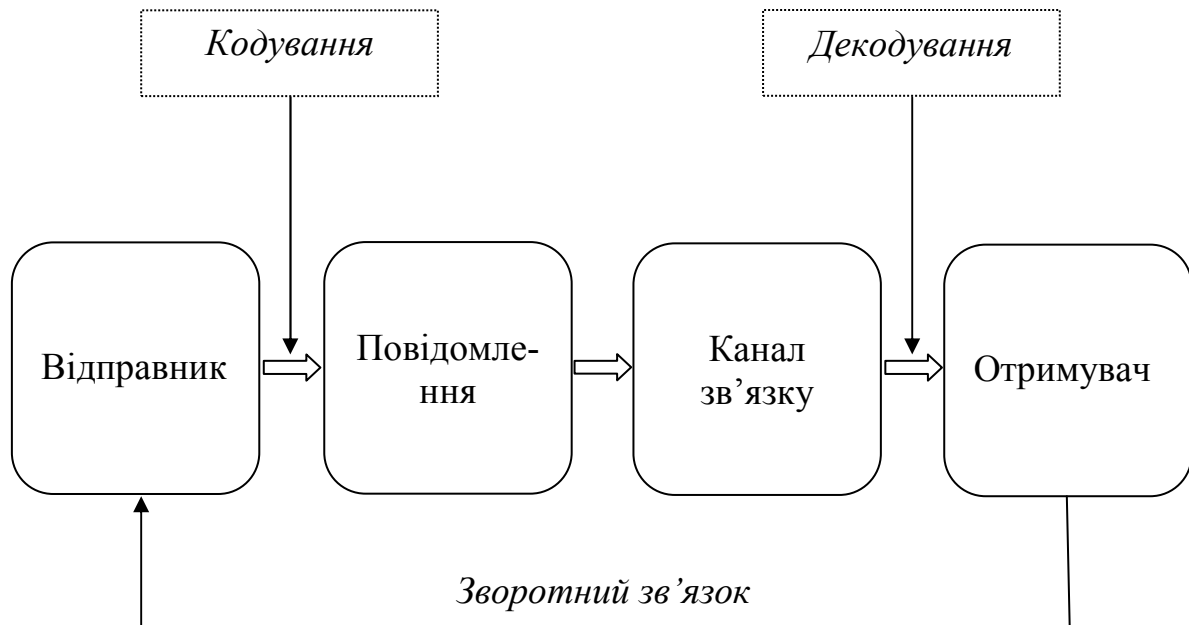 Кодування
Декодування
Відправник
Повідомле-
ння
Канал
зв’язку
Отримувач
Зворотний зв’язок